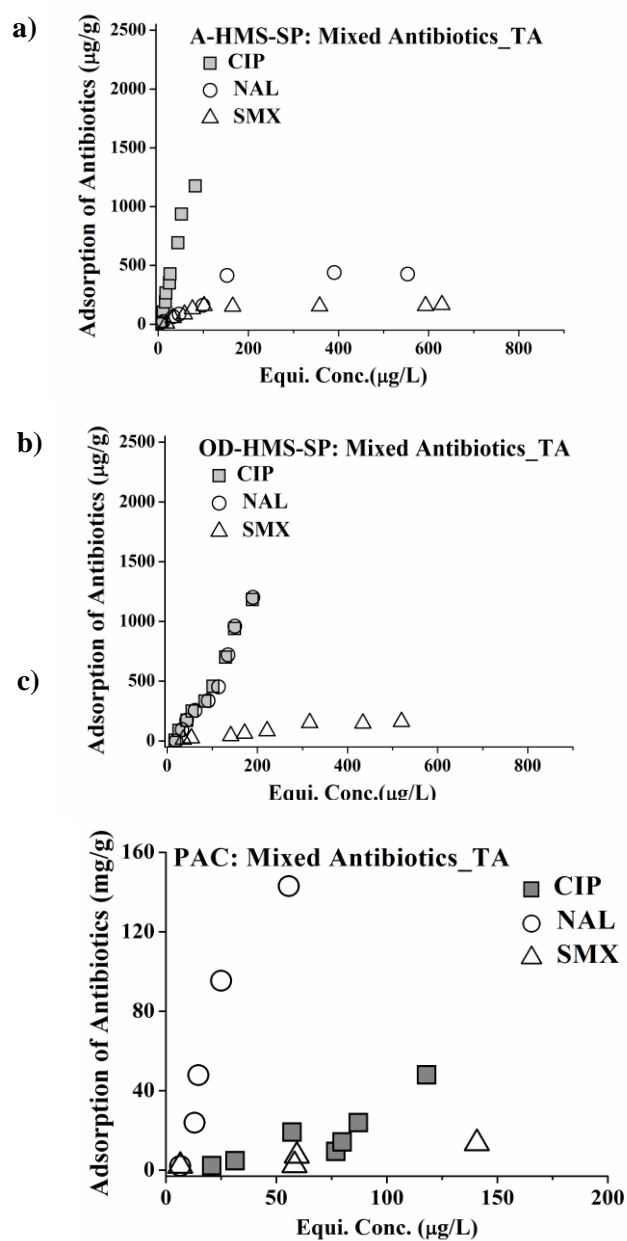 a)
A-HMS-SP: Mixed Antibiotics_TA
CIP
NAL
SMX
Adsorption of Antibiotics (µg/g)
2500
2000
1500
1000
500
0
0 200 400 600 800
Equi. Conc.(µg/L)
b)
OD-HMS-SP: Mixed Antibiotics_TA
CIP
NAL
SMX
Adsorption of Antibiotics (µg/g)
2500
2000
1500
1000
500
0
0 200 400 600 800
Equi. Conc.(µg/L)
c)
PAC: Mixed Antibiotics_TA
CIP
NAL
SMX
Adsorption of Antibiotics (mg/g)
160
120
80
40
0
0 50 100 150 200
Equi. Conc. (µg/L)